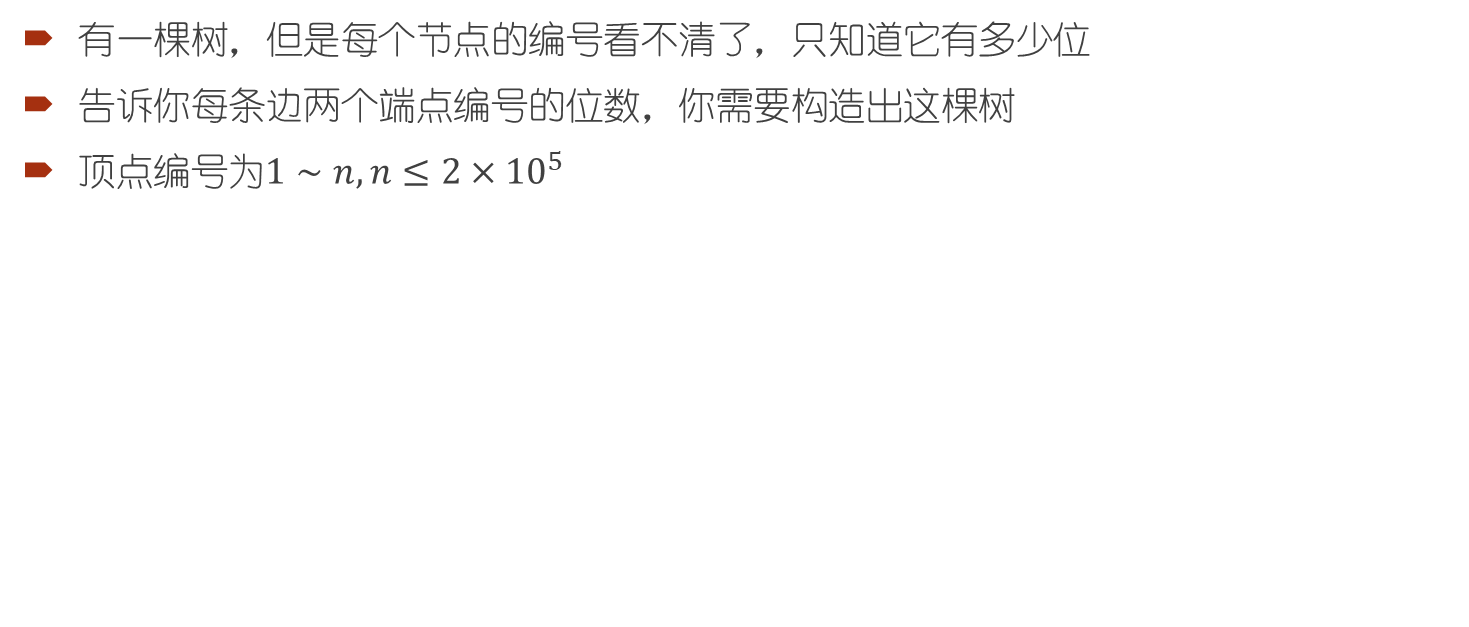 有一棵树，但是每个节点的编号看不清了，只知道它有多少位
告诉你每条边两个端点编号的位数，你需要构造出这棵树
顶点编号为1 ~ n, n ≤ 2 × 10⁵